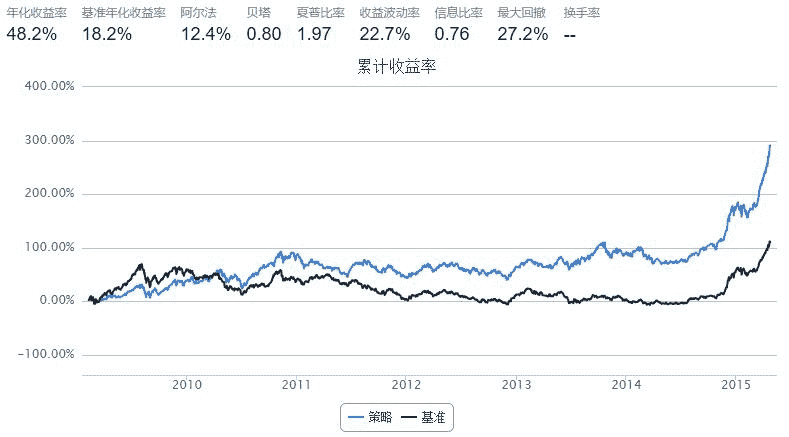 年化收益率 基准年化收益率 阿尔法 贝塔 夏普比率 收益波动率 信息比率 最大回撤 换手率
48.2% 18.2% 12.4% 0.80 1.97 22.7% 0.76 27.2% --
累计收益率
400.00%
300.00%
200.00%
100.00%
0.00%
-100.00%
2010 2011 2012 2013 2014 2015
策略 基准